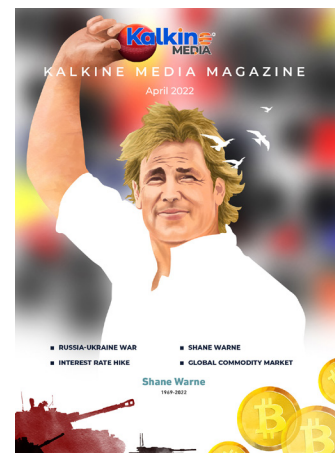 Kalkine
MEDIA
KALKINE MEDIA MAGAZINE
April 2022
RUSSIA-UKRAINE WAR
SHANE WARNE
INTEREST RATE HIKE
GLOBAL COMMODITY MARKET
Shane Warne
1969-2022